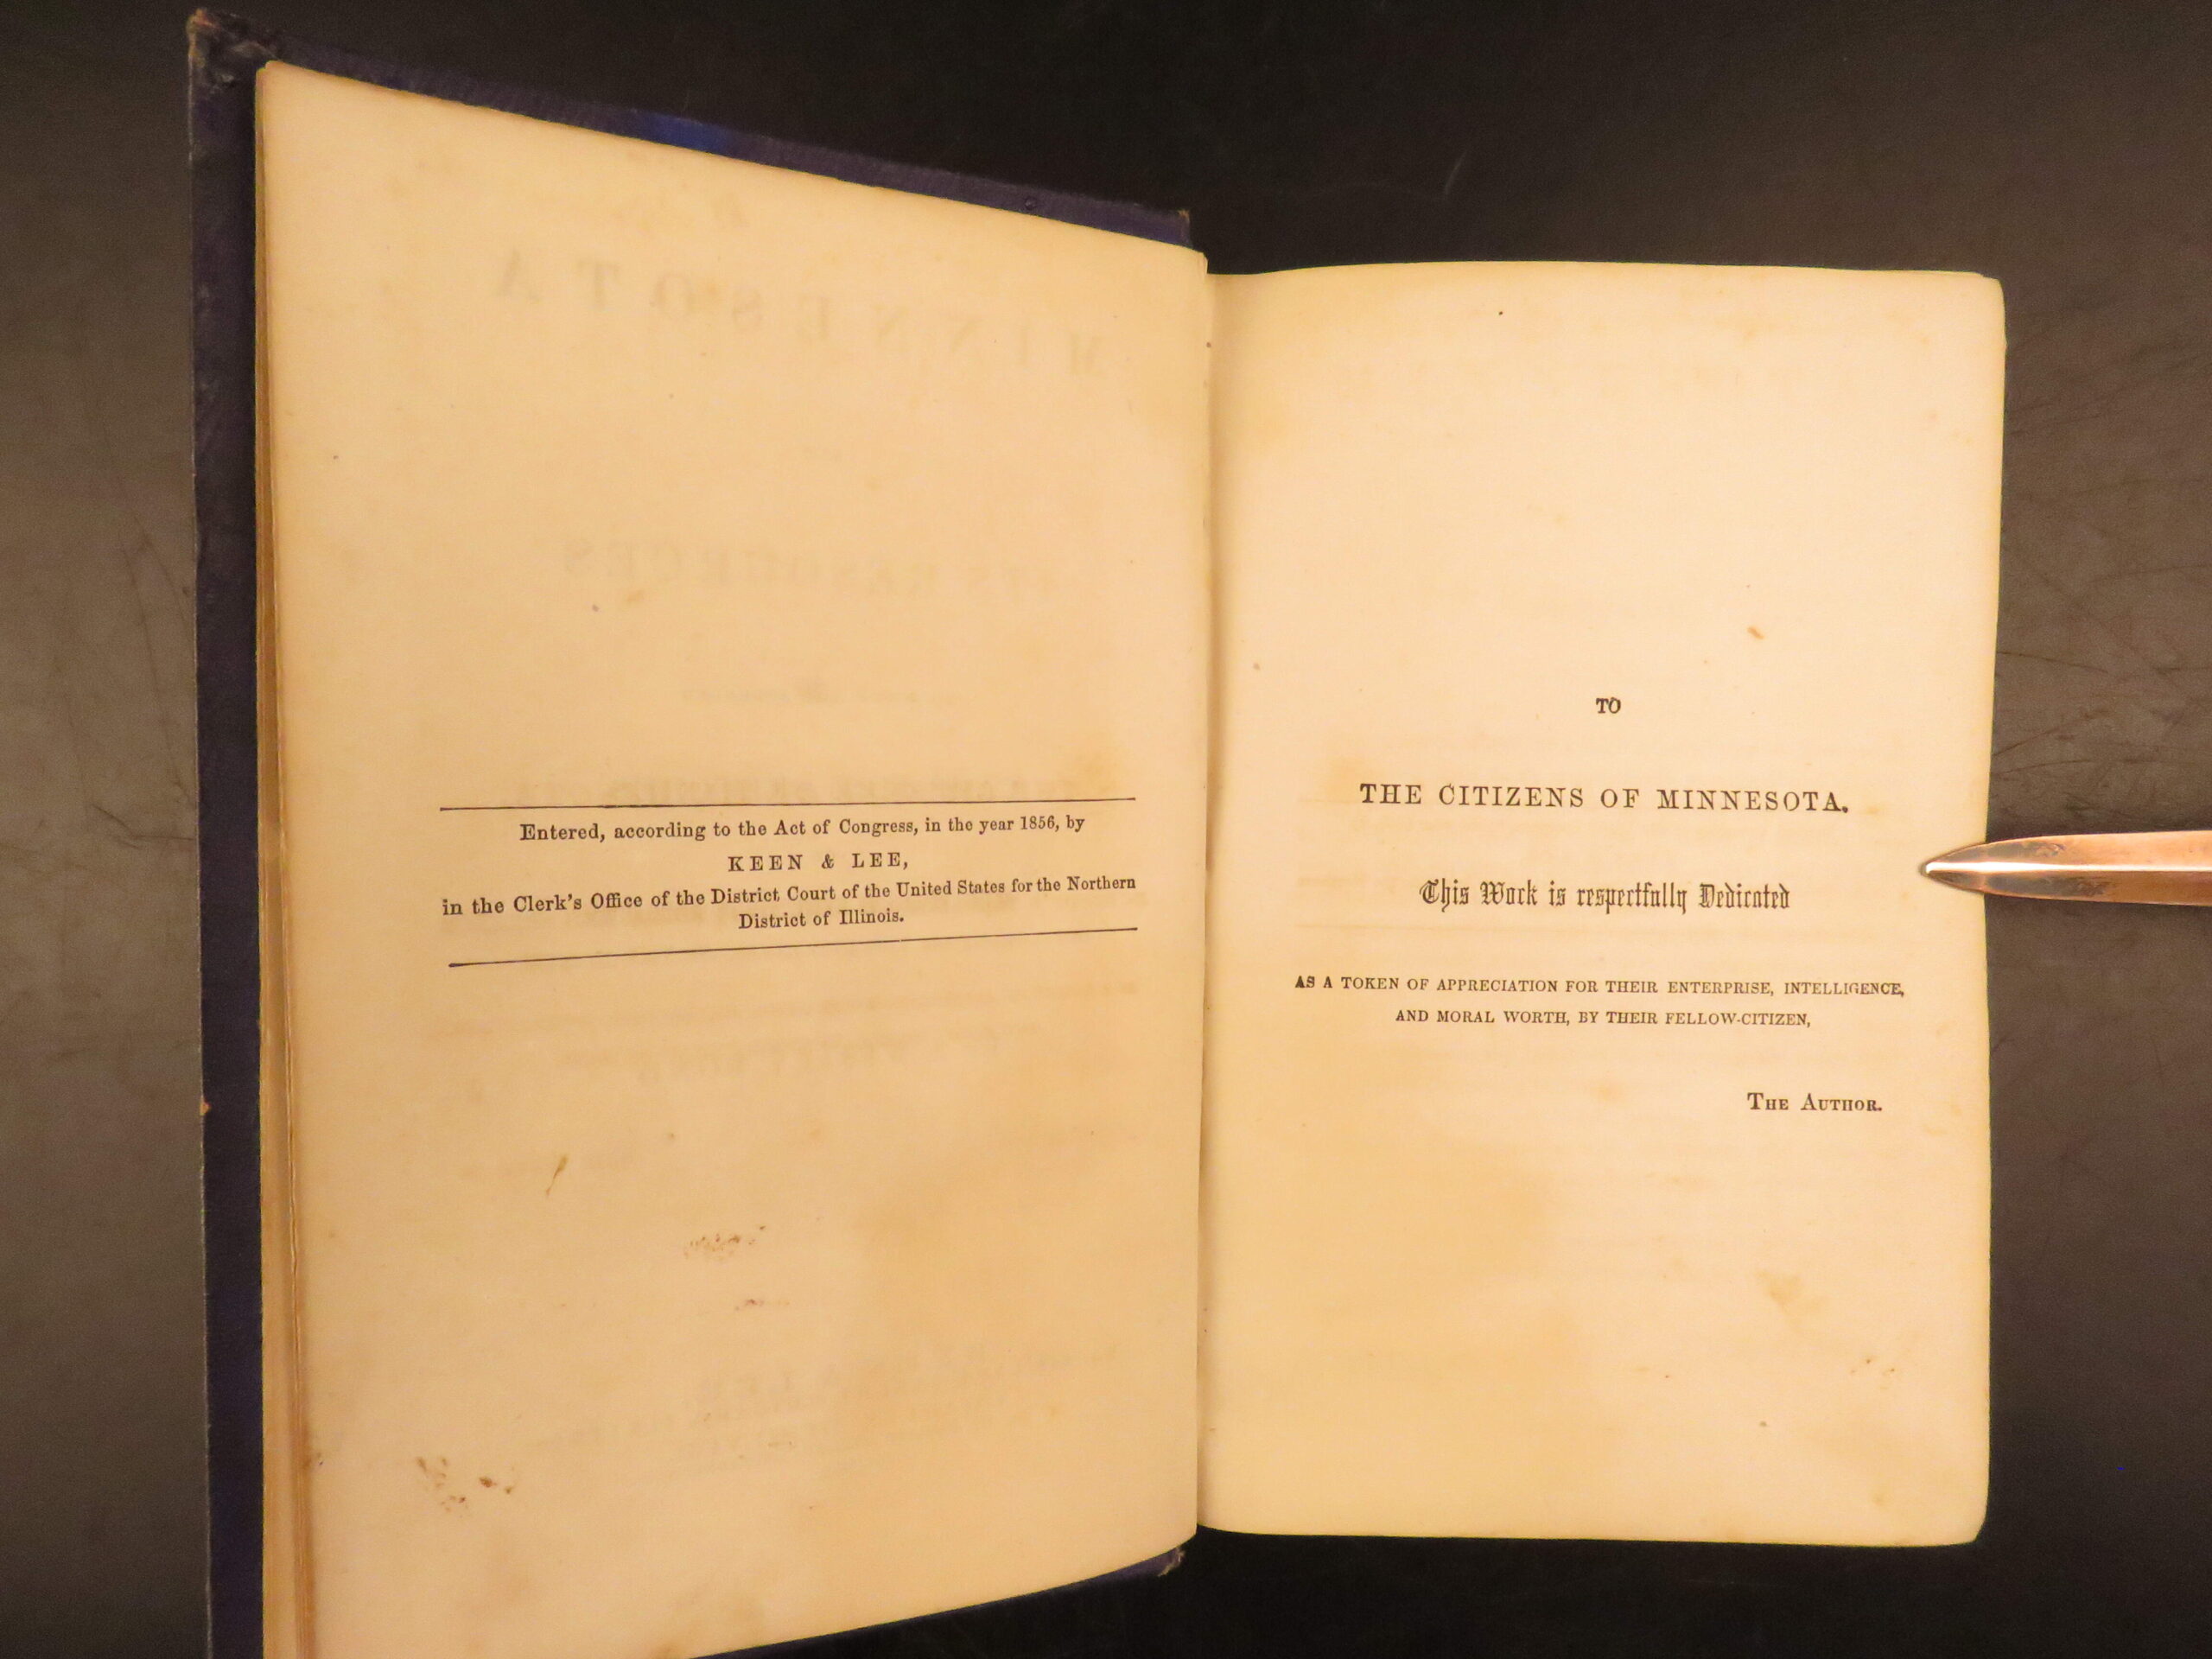 Entered, according to the Act of Congress, in the year 1856, by
KEEN & LEE,
in the Clerk's Office of the District Court of the United States for the Northern
District of Illinois.
TO
THE CITIZENS OF MINNESOTA.
This Work is respectfully Dedicated
AS A TOKEN OF APPRECIATION FOR THEIR ENTERPRISE, INTELLIGENCE,
AND MORAL WORTH, BY THEIR FELLOW-CITIZEN,
THE AUTHOR.